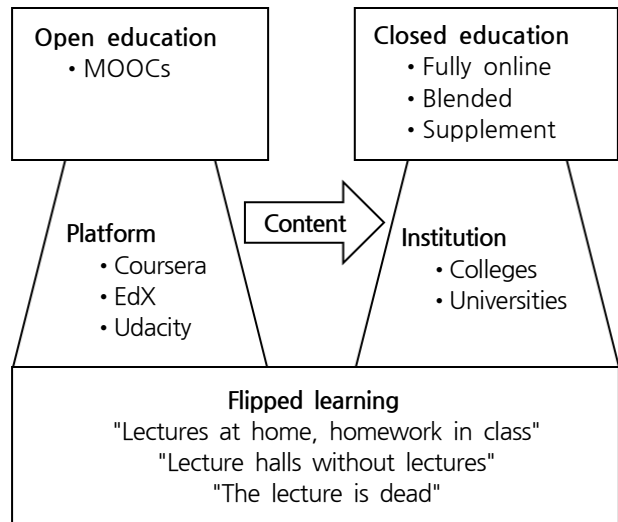 Open education
• MOOCs
Closed education
• Fully online
• Blended
• Supplement
Platform
• Coursera
• EdX
• Udacity
Content
Institution
• Colleges
• Universities
Flipped learning
"Lectures at home, homework in class"
"Lecture halls without lectures"
"The lecture is dead"